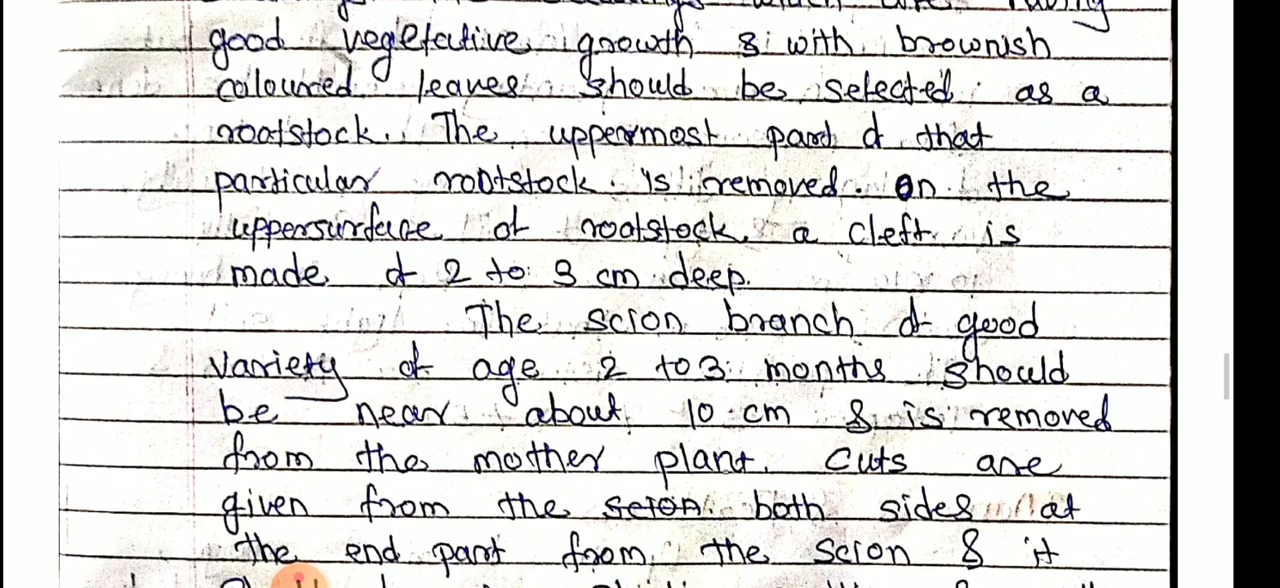 good vegetative growth & with brownish
coloured leaves should be selected as a
rootstock. The uppermost part of that
particular rootstock is removed. On the
uppersurface of rootstock a cleft is
made of 2 to 3 cm deep.
The scion branch of good
variety of age 2 to 3 months should
be near about 10 cm & is removed
from the mother plant. Cuts are
given from the scion both sides at
the end part from the scion & it